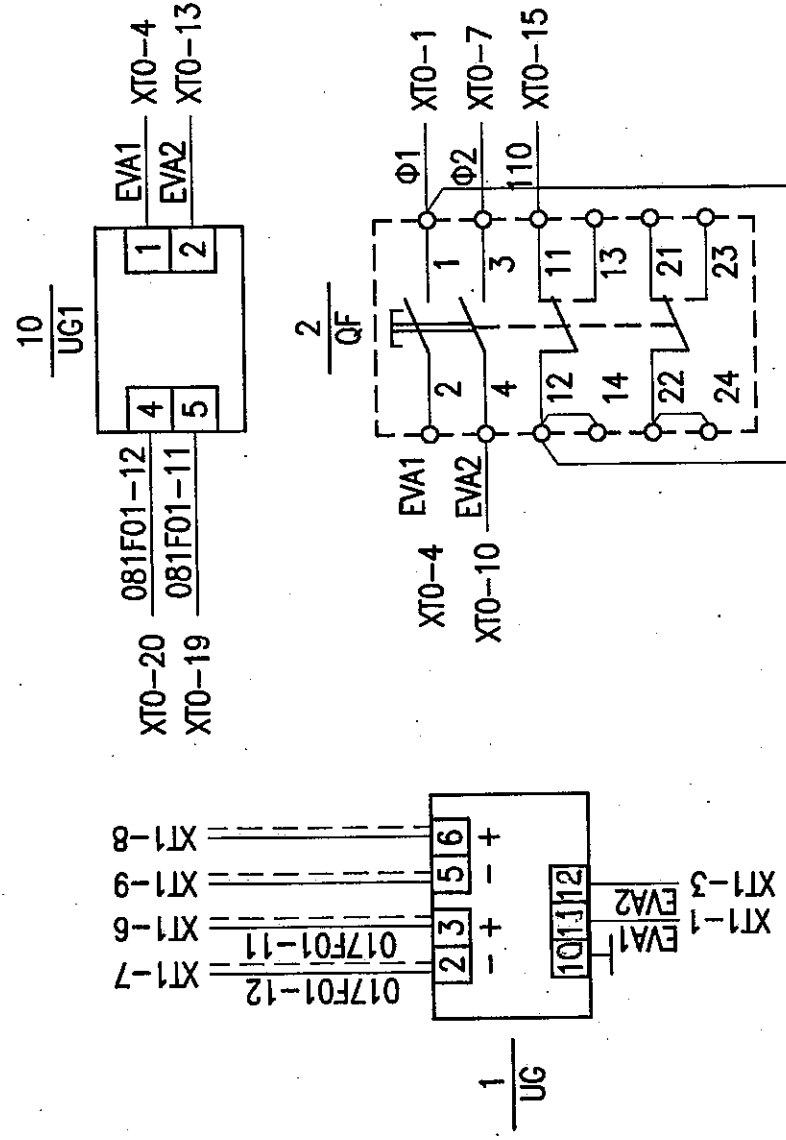 10
UG1
EVA1 XT0-4
EVA2 XT0-13
1
2
4
5
XT0-20 081F01-12
XT0-19 081F01-11
2
QF
Ф1 XT0-1
Ф2 XT0-7
110 XT0-15
1
3
11
13
21
23
2
4
12
14
22
24
XT0-4 EVA1
XT0-10 EVA2
XT1-8
XT1-9
XT1-6
XT1-7
017F01-11
017F01-12
6 +
5 -
3 +
2 -
10
11
12
EVA1 XT1-1
EVA2 XT1-3
1
UG